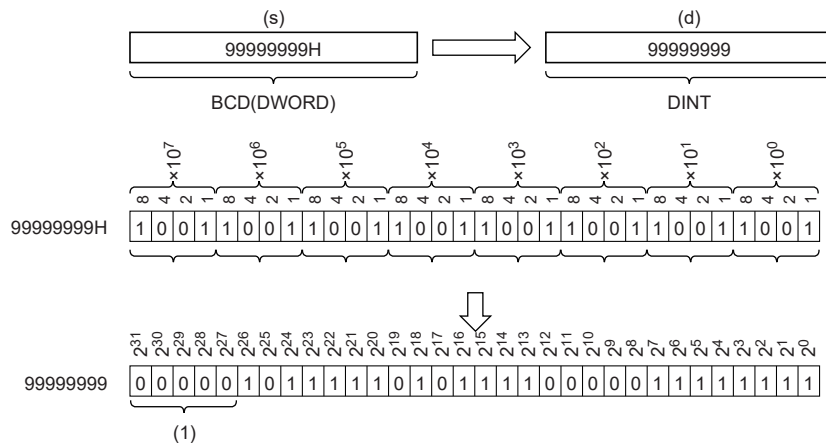 (s) (d)
99999999H 99999999
BCD(DWORD) DINT
×10⁷ ×10⁶ ×10⁵ ×10⁴ ×10³ ×10² ×10¹ ×10⁰
8 4 2 1 8 4 2 1 8 4 2 1 8 4 2 1 8 4 2 1 8 4 2 1 8 4 2 1 8 4 2 1
99999999H 1 0 0 1 1 0 0 1 1 0 0 1 1 0 0 1 1 0 0 1 1 0 0 1 1 0 0 1 1 0 0 1
2³¹ 2³⁰ 2²⁹ 2²⁸ 2²⁷ 2²⁶ 2²⁵ 2²⁴ 2²³ 2²² 2²¹ 2²⁰ 2¹⁹ 2¹⁸ 2¹⁷ 2¹⁶ 2¹⁵ 2¹⁴ 2¹³ 2¹² 2¹¹ 2¹⁰ 2⁹ 2⁸ 2⁷ 2⁶ 2⁵ 2⁴ 2³ 2² 2¹ 2⁰
99999999 0 0 0 0 0 1 0 1 1 1 1 1 0 1 0 1 1 1 1 0 0 0 0 0 1 1 1 1 1 1 1 1
(1)